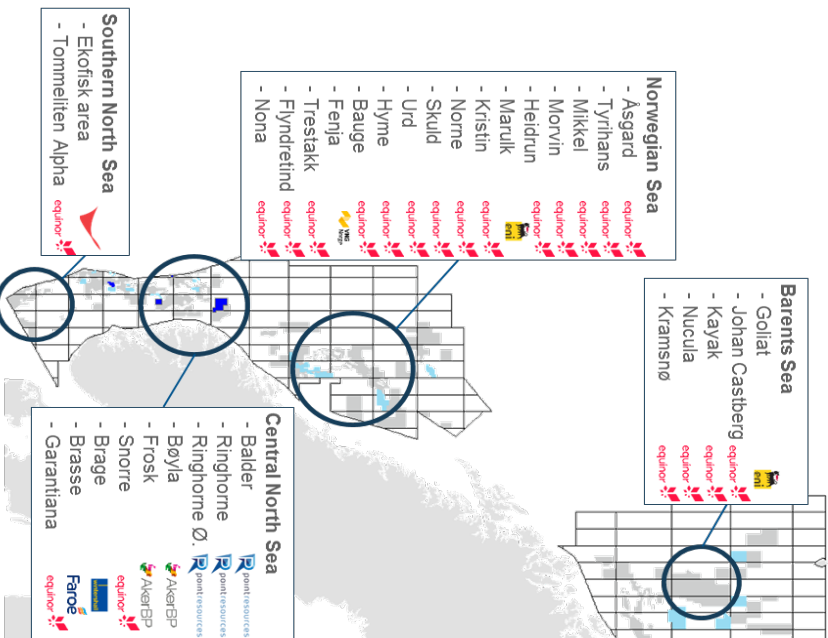 Barents Sea
- Goliat eni
- Johan Castberg equinor
- Kayak equinor
- Nucula equinor
- Kramsnø equinor
Norwegian Sea
- Åsgard equinor
- Tyrihans equinor
- Mikkel equinor
- Morvin equinor
- Heidrun equinor
- Marulk eni
- Kristin equinor
- Norne equinor
- Skuld equinor
- Urd equinor
- Hyme equinor
- Bauge equinor
- Fenja VNG Norge
- Trestakk equinor
- Flyndretind equinor
- Nona equinor
Central North Sea
- Balder pointresources
- Ringhorne pointresources
- Ringhorne Ø. pointresources
- Bøyla AkerBP
- Frosk AkerBP
- Snorre equinor
- Brage
- Brasse Faroe
- Garantiana equinor
Southern North Sea
- Ekofisk area
- Tommeliten Alpha equinor